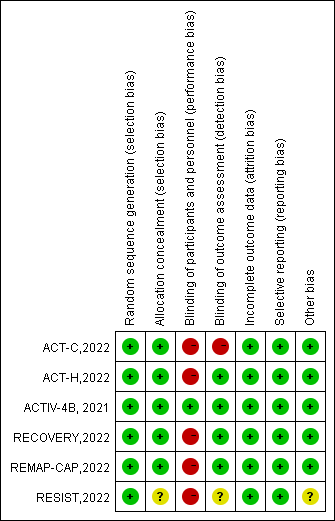 Random sequence generation (selection bias)
Allocation concealment (selection bias)
Blinding of participants and personnel (performance bias)
Blinding of outcome assessment (detection bias)
Incomplete outcome data (attrition bias)
Selective reporting (reporting bias)
Other bias
ACT-C,2022 + + - - + + +
ACT-H,2022 + + - + + + +
ACTIV-4B, 2021 + + + + + + +
RECOVERY,2022 + + - + + + +
REMAP-CAP,2022 + + - + + + +
RESIST,2022 + ? - ? + + ?